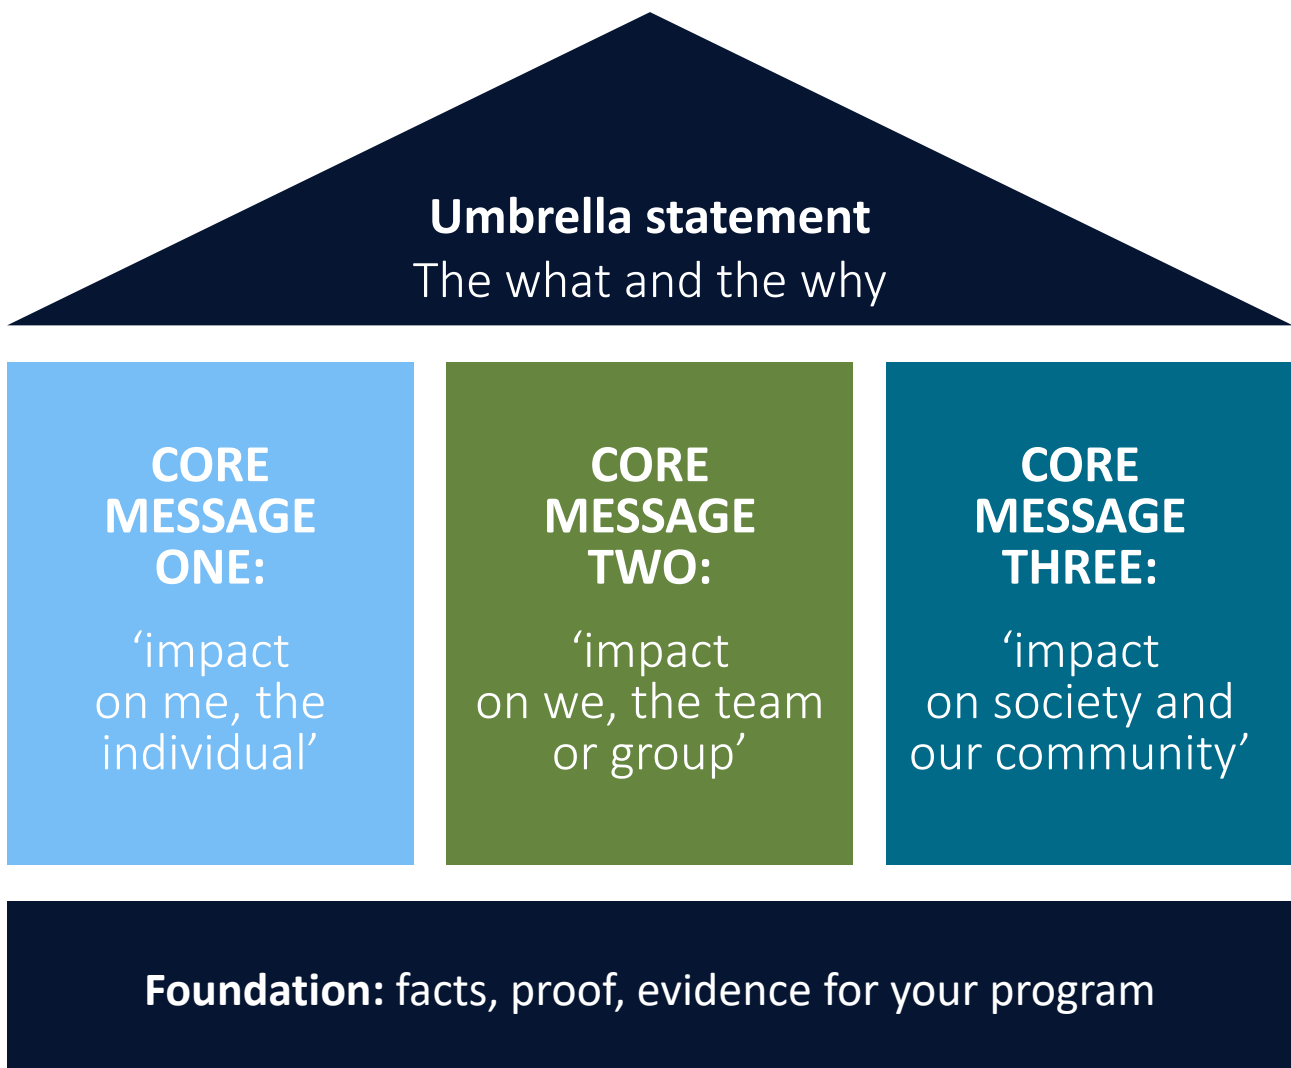 Umbrella statement
The what and the why
CORE
MESSAGE
ONE:
‘impact
on me, the
individual’
CORE
MESSAGE
TWO:
‘impact
on we, the team
or group’
CORE
MESSAGE
THREE:
‘impact
on society and
our community’
Foundation: facts, proof, evidence for your program